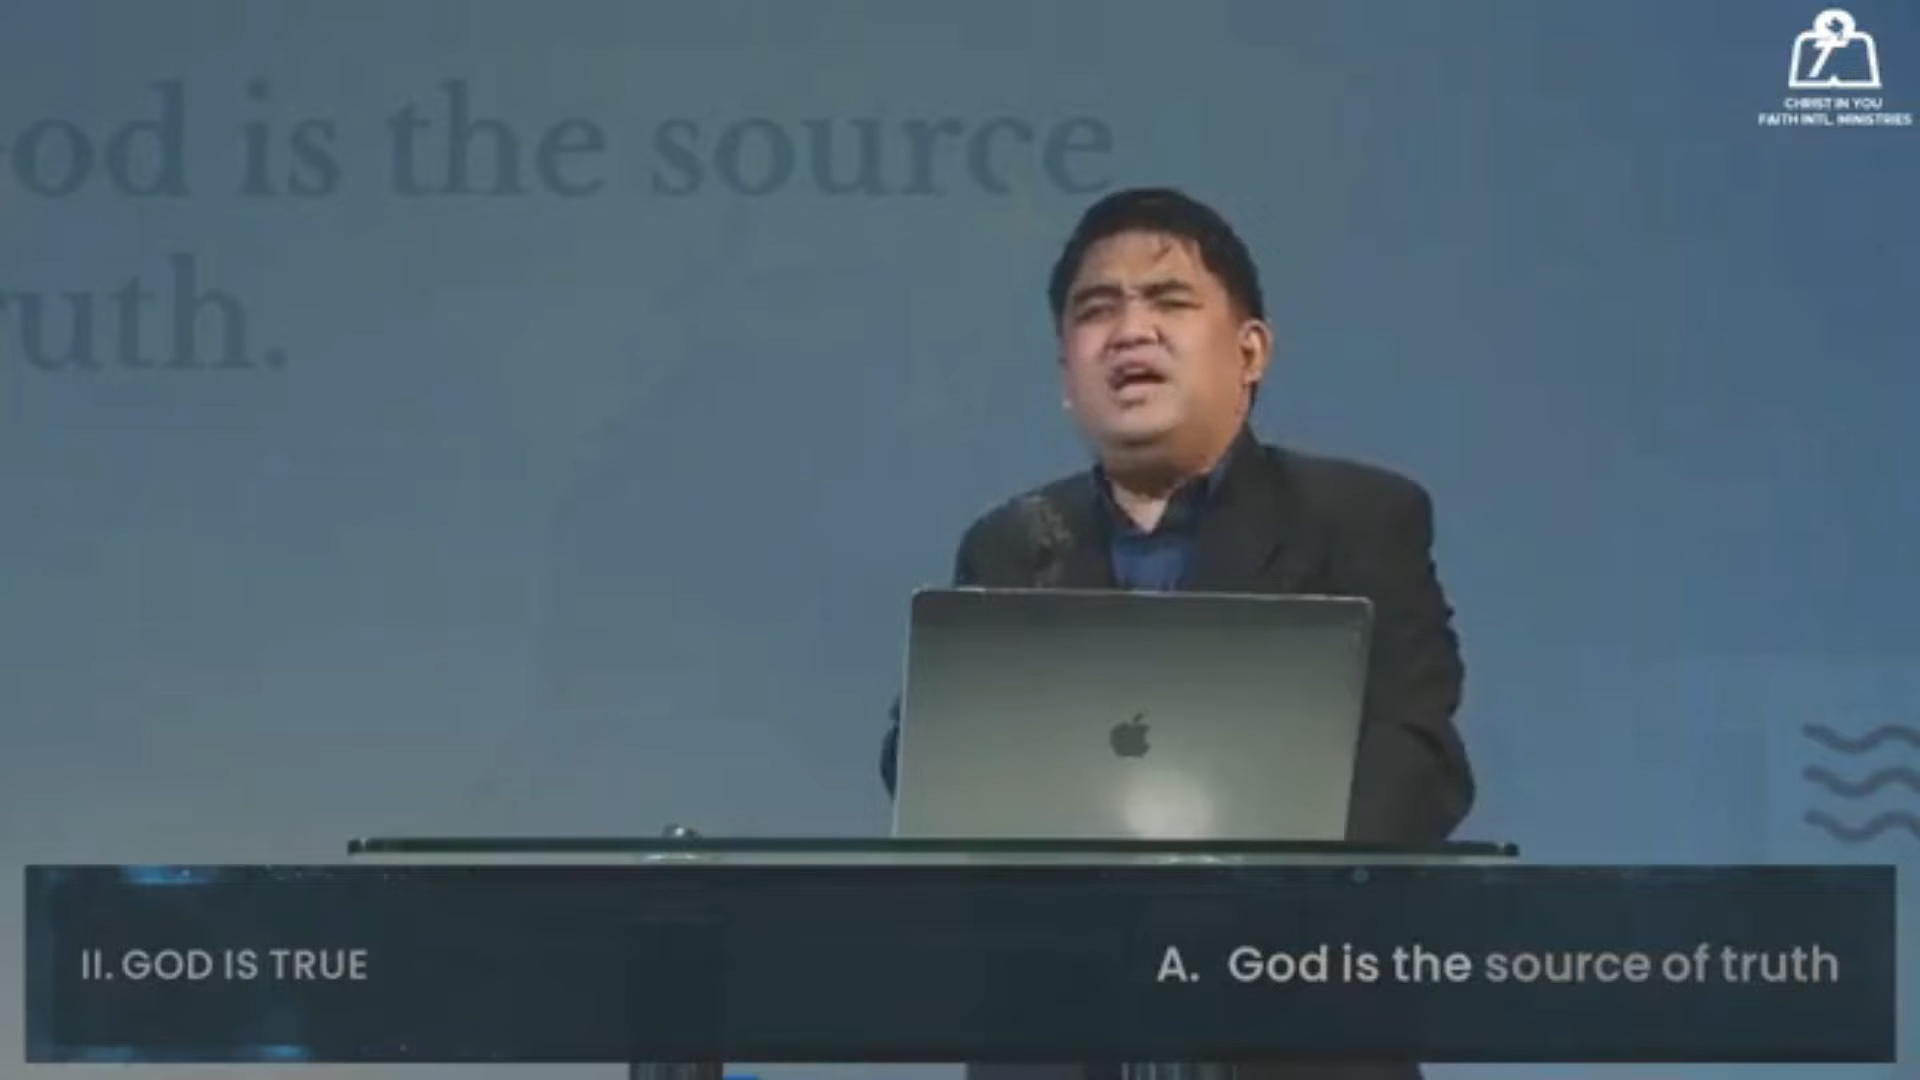 CHRIST IN YOU
FAITH INTL. MINISTRIES
od is the source
ruth.
II. GOD IS TRUE
A. God is the source of truth